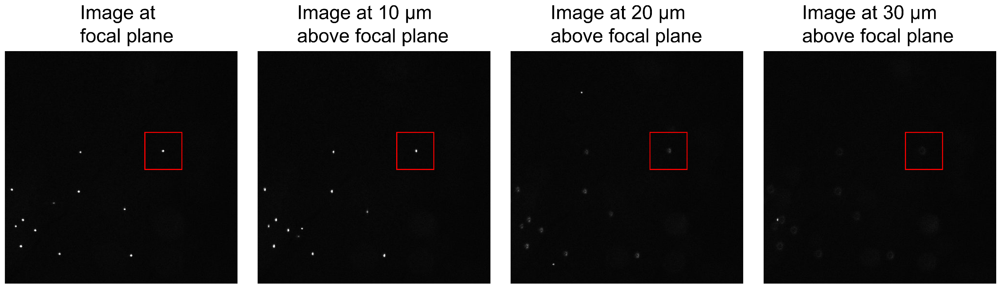 Image at
focal plane
Image at 10 µm
above focal plane
Image at 20 µm
above focal plane
Image at 30 µm
above focal plane